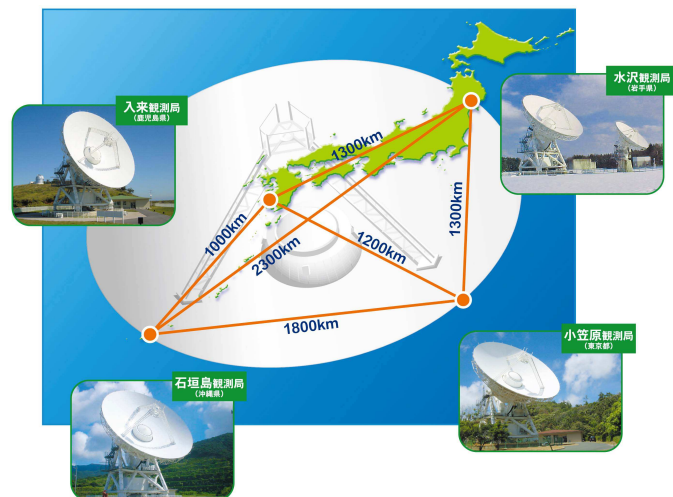 入来観測局
(鹿児島県)
水沢観測局
(岩手県)
1300km
1000km
2300km
1200km
1300km
1800km
石垣島観測局
(沖縄県)
小笠原観測局
(東京都)